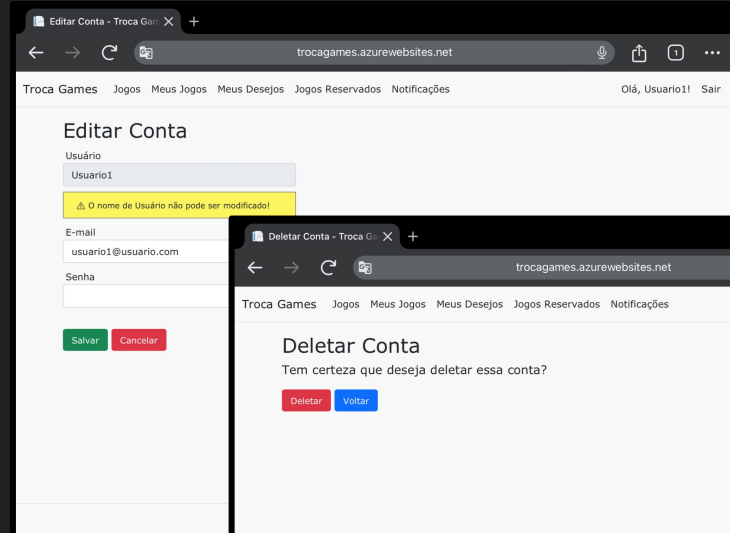 Editar Conta - Troca Gam
trocagames.azurewebsites.net
1
Troca Games Jogos Meus Jogos Meus Desejos Jogos Reservados Notificações Olá, Usuario1! Sair
Editar Conta
Usuário
Usuario1
⚠ O nome de Usuário não pode ser modificado!
E-mail
usuario1@usuario.com
Senha
Salvar Cancelar
Deletar Conta - Troca Ga
trocagames.azurewebsites.net
Troca Games Jogos Meus Jogos Meus Desejos Jogos Reservados Notificações
Deletar Conta
Tem certeza que deseja deletar essa conta?
Deletar Voltar